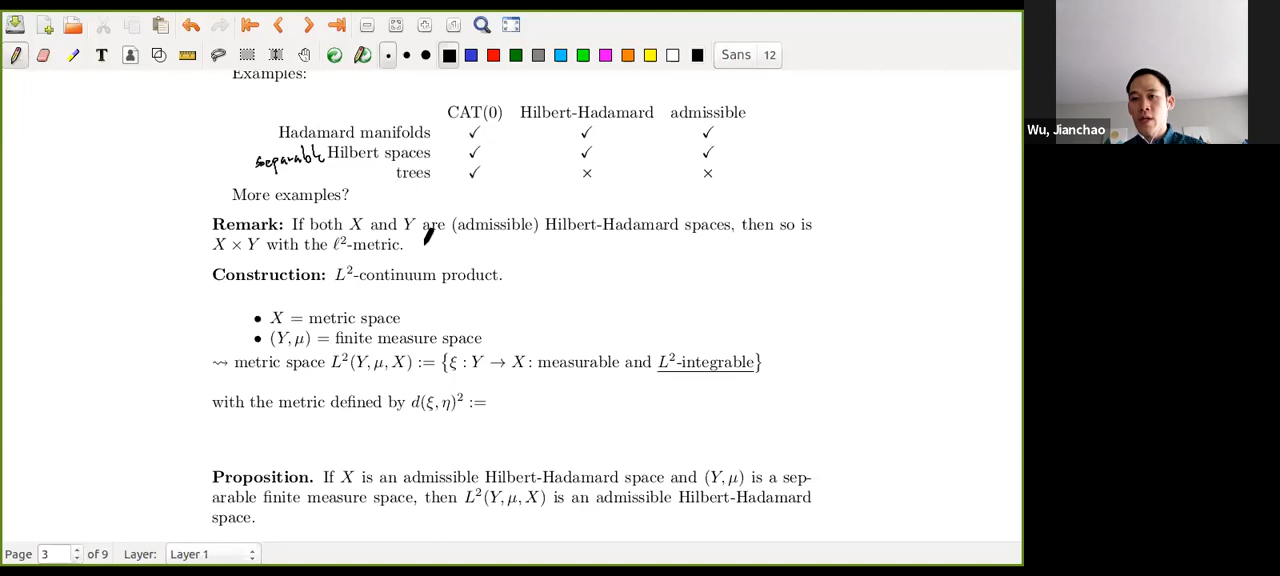 Sans 12
Examples:
CAT(0) Hilbert-Hadamard admissible
Hadamard manifolds ✓ ✓ ✓
separable Hilbert spaces ✓ ✓ ✓
trees ✓ × ×
More examples?
Remark: If both X and Y are (admissible) Hilbert-Hadamard spaces, then so is
X × Y with the ℓ²-metric.
Construction: L²-continuum product.
• X = metric space
• (Y, μ) = finite measure space
⇝ metric space L²(Y, μ, X) := {ξ : Y → X : measurable and L²-integrable}
with the metric defined by d(ξ, η)² :=
Proposition. If X is an admissible Hilbert-Hadamard space and (Y, μ) is a sep-
arable finite measure space, then L²(Y, μ, X) is an admissible Hilbert-Hadamard
space.
Page 3 of 9 Layer: Layer 1
Wu, Jianchao